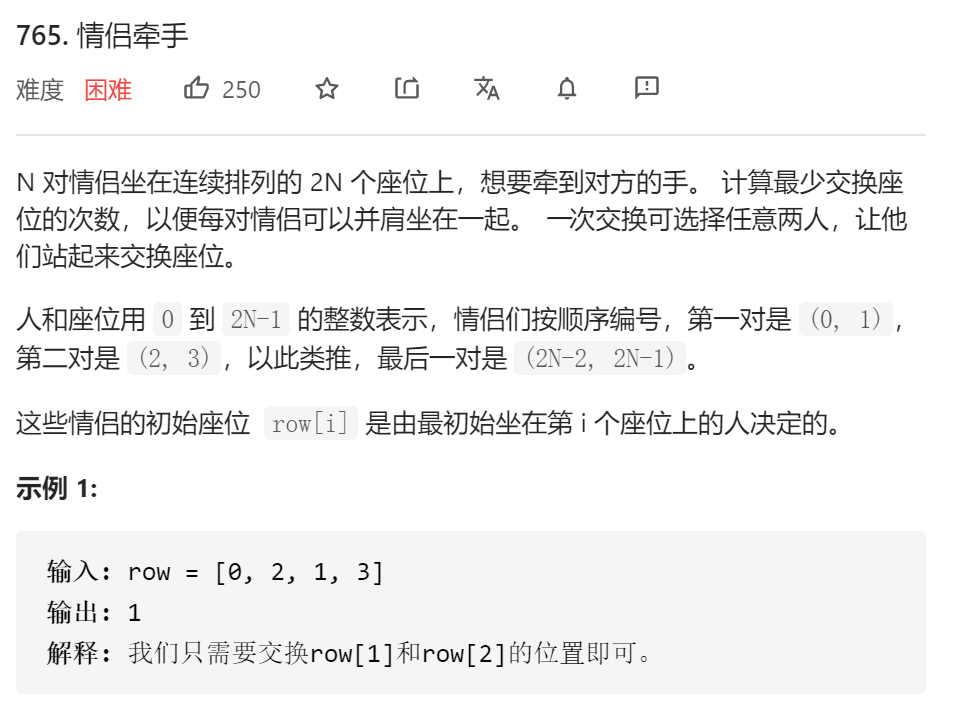 765. 情侣牵手
难度 困难 250
N 对情侣坐在连续排列的 2N 个座位上，想要牵到对方的手。 计算最少交换座
位的次数，以便每对情侣可以并肩坐在一起。 一次交换可选择任意两人，让他
们站起来交换座位。
人和座位用 0 到 2N-1 的整数表示，情侣们按顺序编号，第一对是 (0, 1)，
第二对是 (2, 3)，以此类推，最后一对是 (2N-2, 2N-1)。
这些情侣的初始座位 row[i] 是由最初始坐在第 i 个座位上的人决定的。
示例 1:
输入: row = [0, 2, 1, 3]
输出: 1
解释: 我们只需要交换row[1]和row[2]的位置即可。